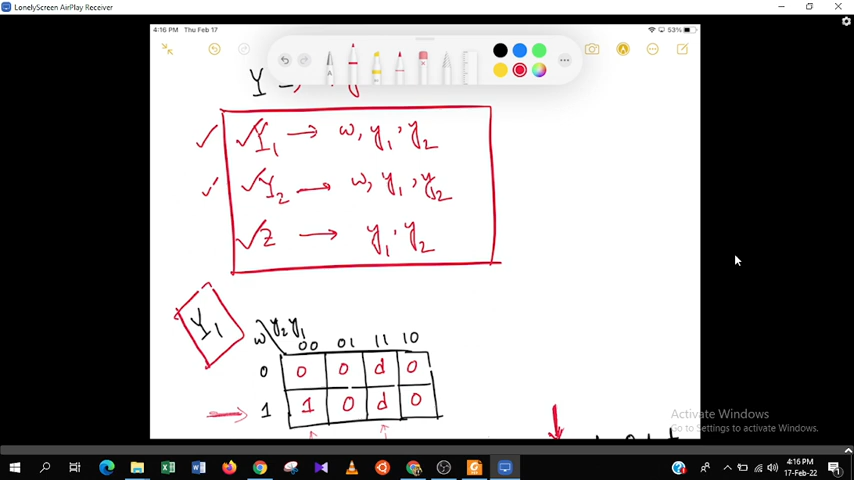 LonelyScreen AirPlay Receiver
4:16 PM Thu Feb 17
53%
Y₁ → w, y₁, y₂
Y₂ → w, y₁, y₂
Z → y₁, y₂
Y₁
w y₂y₁
00 01 11 10
0 0 0 d 0
1 1 0 d 0
Activate Windows
Go to Settings to activate Windows.
4:16 PM
17-Feb-22